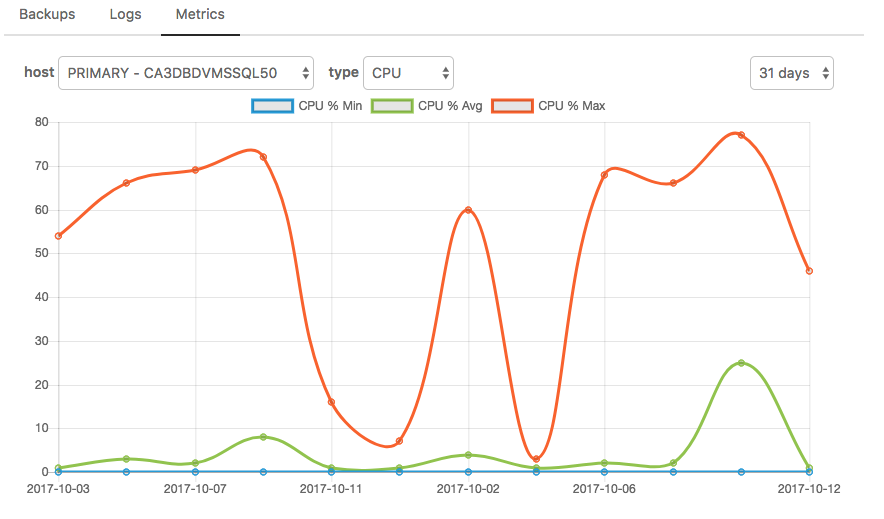 Backups Logs Metrics
host PRIMARY - CA3DBDVMSSQL50 type CPU 31 days
CPU % Min CPU % Avg CPU % Max
80
70
60
50
40
30
20
10
0
2017-10-03 2017-10-07 2017-10-11 2017-10-02 2017-10-06 2017-10-12